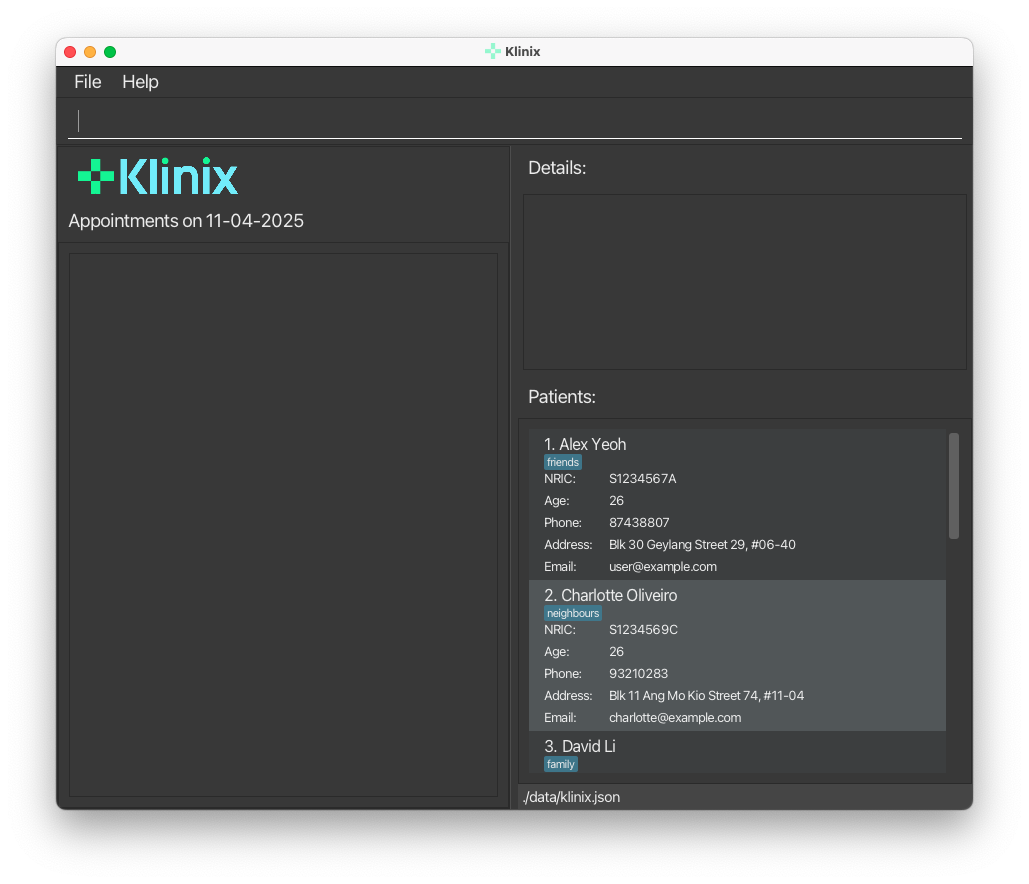 Klinix
File Help
Klinix
Appointments on 11-04-2025
Details:
Patients:
1. Alex Yeoh
friends
NRIC: S1234567A
Age: 26
Phone: 87438807
Address: Blk 30 Geylang Street 29, #06-40
Email: user@example.com
2. Charlotte Oliveiro
neighbours
NRIC: S1234569C
Age: 26
Phone: 93210283
Address: Blk 11 Ang Mo Kio Street 74, #11-04
Email: charlotte@example.com
3. David Li
family
./data/klinix.json